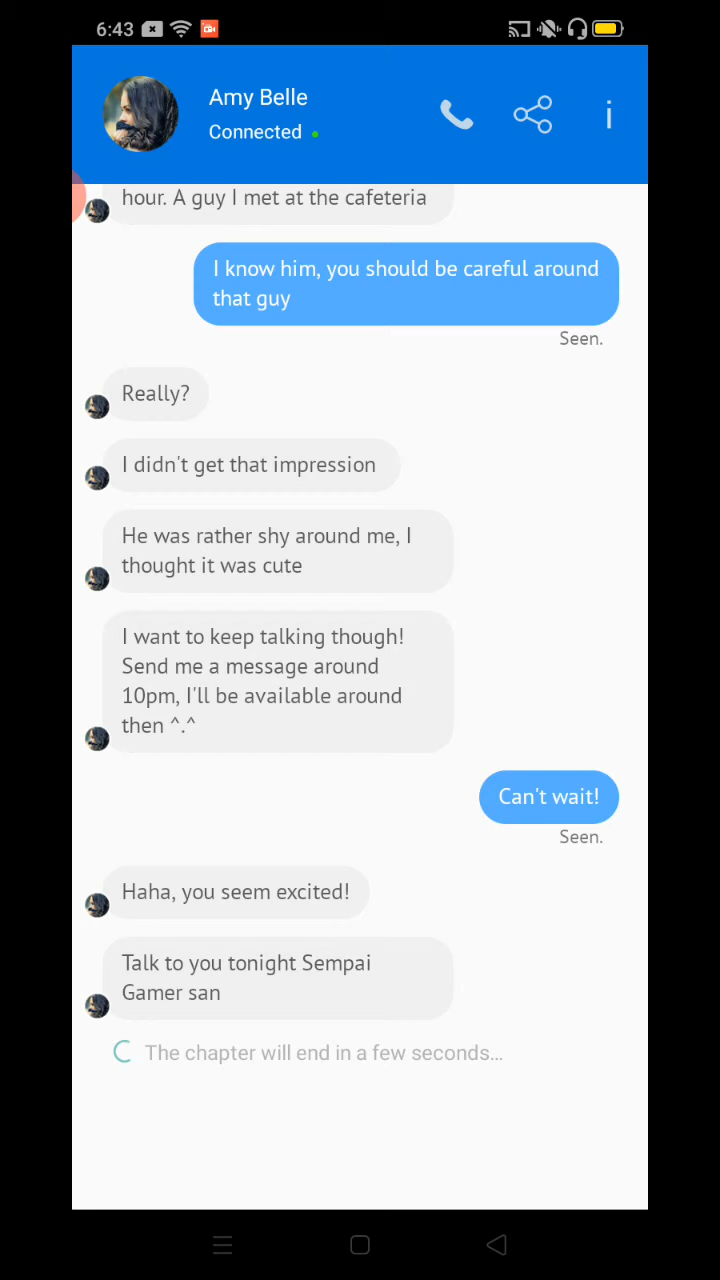 6:43
Amy Belle
Connected
i
hour. A guy I met at the cafeteria
I know him, you should be careful around
that guy
Seen.
Really?
I didn't get that impression
He was rather shy around me, I
thought it was cute
I want to keep talking though!
Send me a message around
10pm, I'll be available around
then ^.^
Can't wait!
Seen.
Haha, you seem excited!
Talk to you tonight Sempai
Gamer san
The chapter will end in a few seconds...